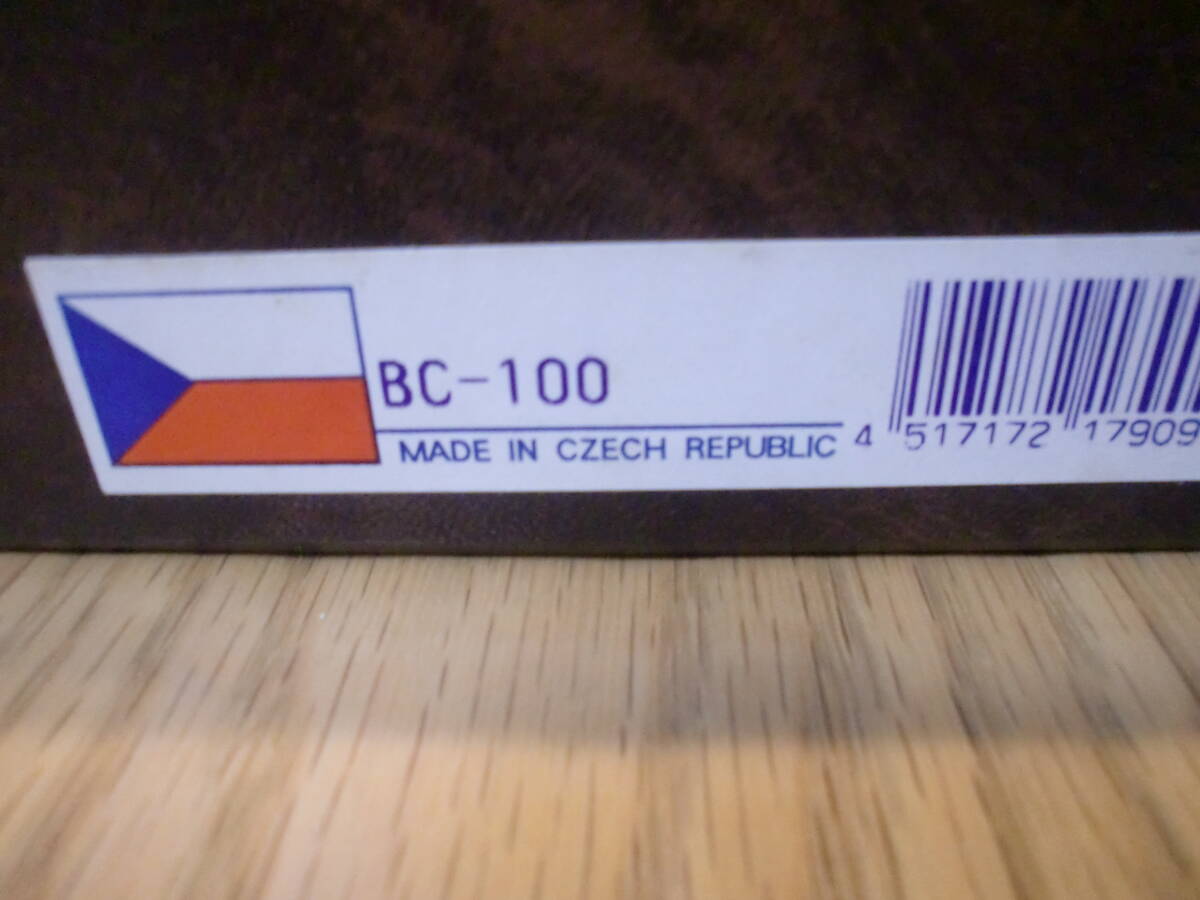 BC-100
MADE IN CZECH REPUBLIC
4 517172 17909